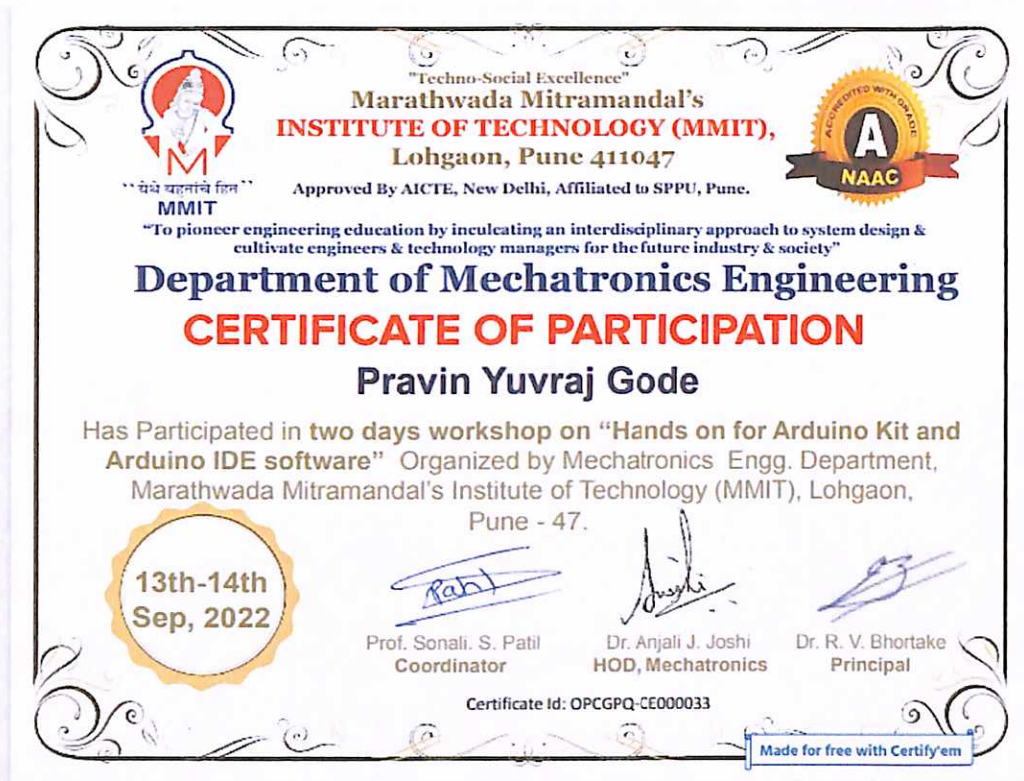 "Techno-Social Excellence"
Marathwada Mitramandal's
INSTITUTE OF TECHNOLOGY (MMIT),
Lohgaon, Pune 411047
Approved By AICTE, New Delhi, Affiliated to SPPU, Pune.
M
MMIT
ACCREDITED WITH GRADE
A
NAAC
"To pioneer engineering education by inculcating an interdisciplinary approach to system design &
cultivate engineers & technology managers for the future industry & society"
Department of Mechatronics Engineering
CERTIFICATE OF PARTICIPATION
Pravin Yuvraj Gode
Has Participated in two days workshop on "Hands on for Arduino Kit and
Arduino IDE software" Organized by Mechatronics Engg. Department,
Marathwada Mitramandal's Institute of Technology (MMIT), Lohgaon,
Pune - 47.
13th-14th
Sep, 2022
Prof. Sonali. S. Patil
Coordinator
Dr. Anjali J. Joshi
HOD, Mechatronics
Dr. R. V. Bhortake
Principal
Certificate Id: OPCGPQ-CE000033
Made for free with Certify'em